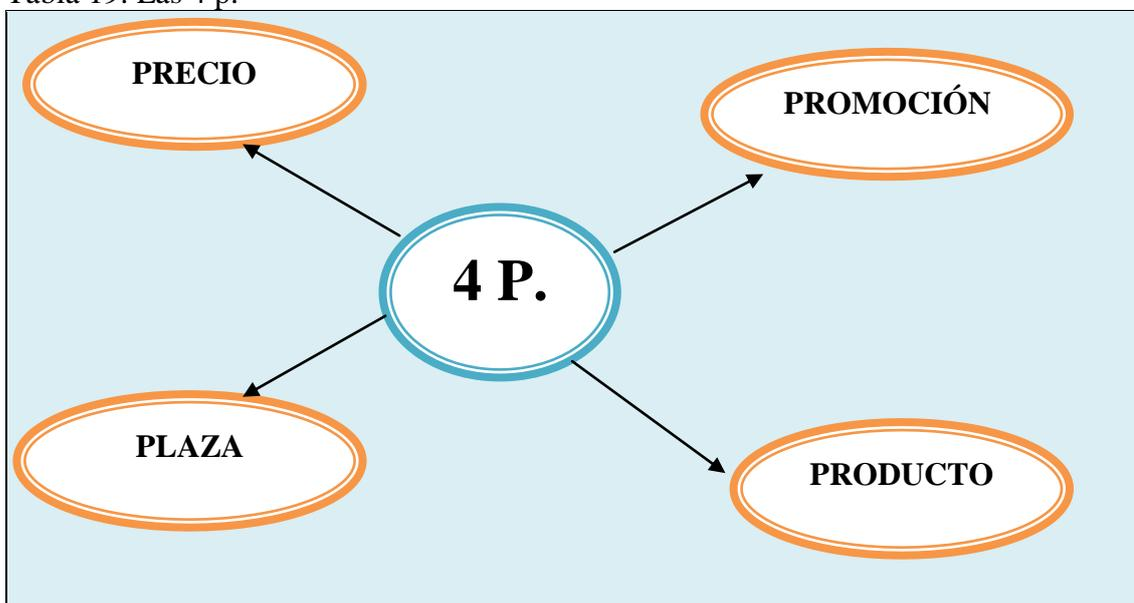 Tabla 19. Las 4 p.
PRECIO
PROMOCIÓN
4 P.
PLAZA
PRODUCTO